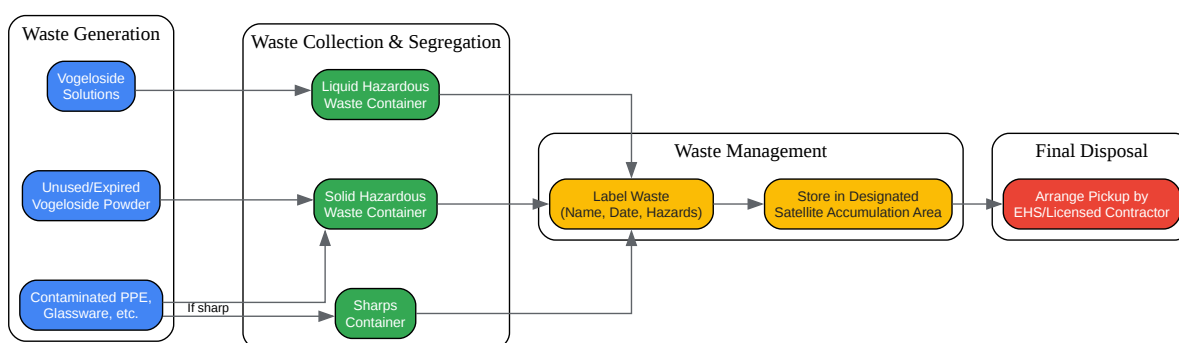 Waste Generation
Vogeloside
Solutions
Unused/Expired
Vogeloside Powder
Contaminated PPE,
Glassware, etc.
If sharp
Waste Collection & Segregation
Liquid Hazardous
Waste Container
Solid Hazardous
Waste Container
Sharps
Container
Waste Management
Label Waste
(Name, Date, Hazards)
Store in Designated
Satellite Accumulation Area
Final Disposal
Arrange Pickup by
EHS/Licensed Contractor